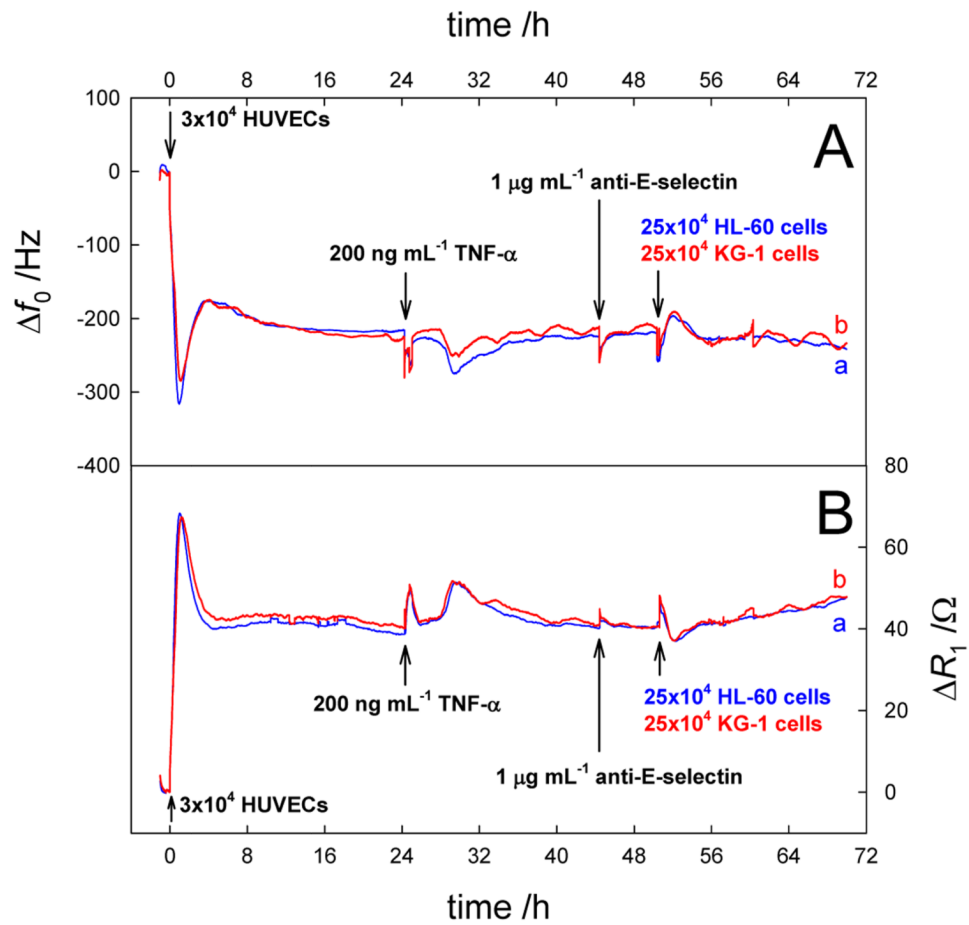 time /h
0 8 16 24 32 40 48 56 64 72
100
3x10⁴ HUVECs
A
0
1 μg mL⁻¹ anti-E-selectin
-100
25x10⁴ HL-60 cells
200 ng mL⁻¹ TNF-α
25x10⁴ KG-1 cells
Δf₀ /Hz
-200
b
a
-300
-400
80
B
60
b
a
40
ΔR₁ /Ω
200 ng mL⁻¹ TNF-α
25x10⁴ HL-60 cells
25x10⁴ KG-1 cells
20
1 μg mL⁻¹ anti-E-selectin
3x10⁴ HUVECs
0
0 8 16 24 32 40 48 56 64 72
time /h